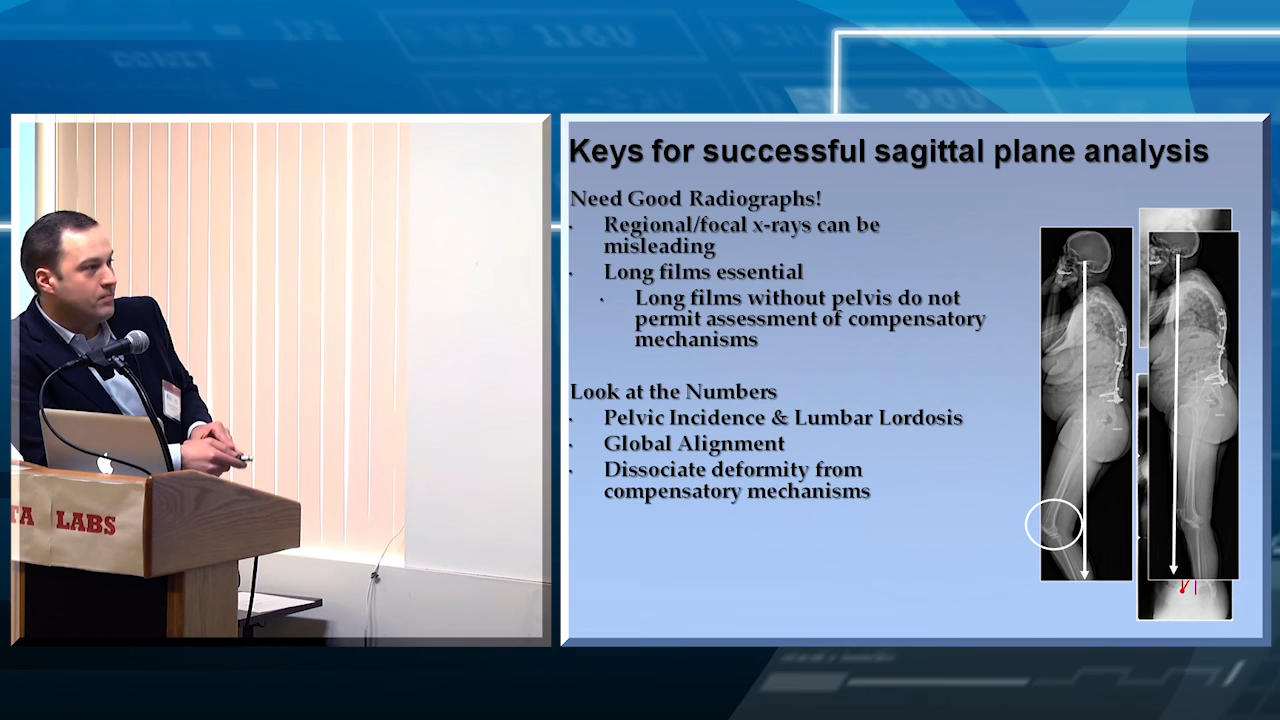 Keys for successful sagittal plane analysis
Need Good Radiographs!
Regional/focal x-rays can be
misleading
Long films essential
Long films without pelvis do not
permit assessment of compensatory
mechanisms
Look at the Numbers
Pelvic Incidence & Lumbar Lordosis
Global Alignment
Dissociate deformity from
compensatory mechanisms
TA LABS